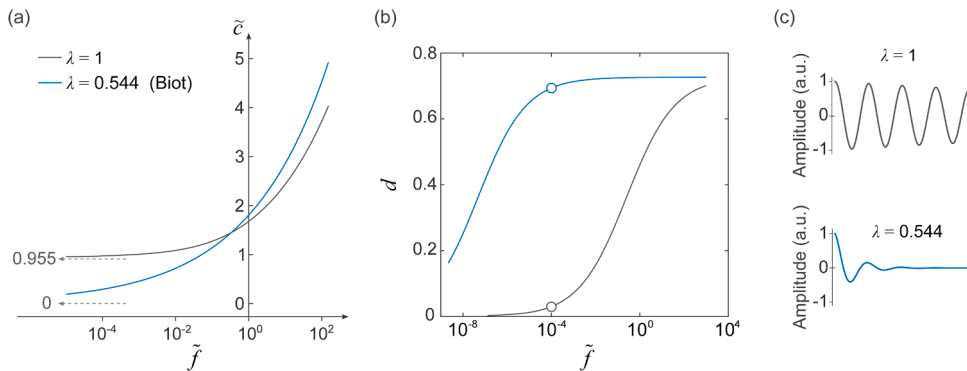 (a)
c̃
λ = 1
λ = 0.544 (Biot)
5
4
3
2
1
0
0.955
0
10⁻⁴ 10⁻² 10⁰ 10²
f̃
(b)
0.8
0.6
0.4
0.2
0
d
10⁻⁸ 10⁻⁴ 10⁰ 10⁴
f̃
(c)
λ = 1
Amplitude (a.u.)
1
0
-1
λ = 0.544
Amplitude (a.u.)
1
0
-1